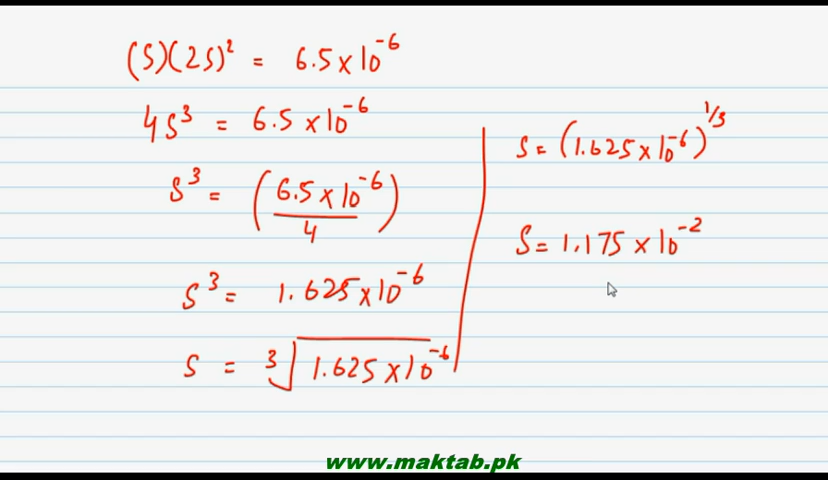 (S)(2S)² = 6.5×10⁻⁶
4S³ = 6.5×10⁻⁶
S³ = (6.5×10⁻⁶/4)
S³ = 1.625×10⁻⁶
S = ³√1.625×10⁻⁶
S = (1.625×10⁻⁶)^1/3
S = 1.175×10⁻²
www.maktab.pk